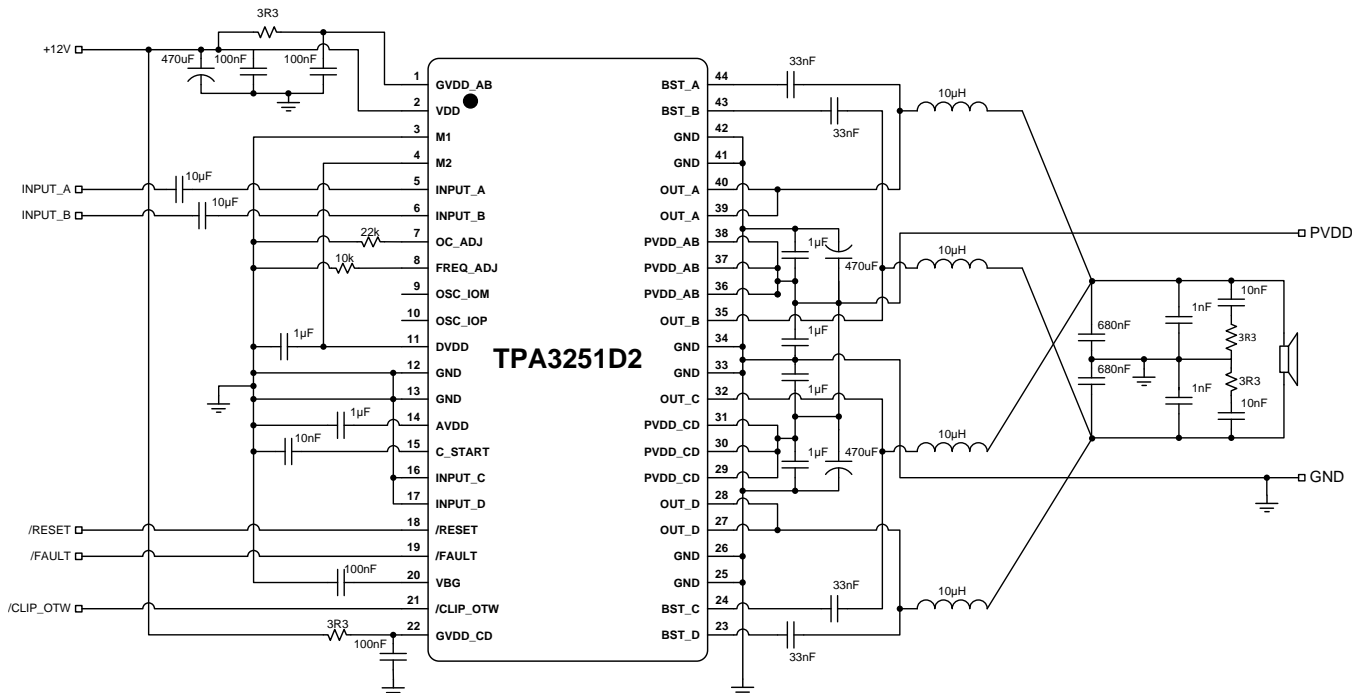 3R3
+12V
470uF
100nF
100nF
1
GVDD_AB
2
VDD
3
M1
4
M2
INPUT_A
10µF
5
INPUT_A
INPUT_B
10µF
6
INPUT_B
22k
7
OC_ADJ
10k
8
FREQ_ADJ
9
OSC_IOM
10
OSC_IOP
1µF
11
DVDD
12
GND
13
GND
1µF
14
AVDD
10nF
15
C_START
16
INPUT_C
17
INPUT_D
/RESET
18
/RESET
/FAULT
19
/FAULT
100nF
20
VBG
/CLIP_OTW
21
/CLIP_OTW
3R3
22
GVDD_CD
100nF
TPA3251D2
33nF
44
BST_A
10µH
43
BST_B
33nF
42
GND
41
GND
40
OUT_A
39
OUT_A
38
PVDD_AB
1µF
PVDD
37
PVDD_AB
470uF
10µH
36
PVDD_AB
35
OUT_B
1µF
34
GND
33
GND
1µF
32
OUT_C
31
PVDD_CD
10µH
30
PVDD_CD
1µF
470uF
29
PVDD_CD
GND
28
OUT_D
27
OUT_D
26
GND
25
GND
33nF
24
BST_C
10µH
23
BST_D
33nF
10nF
1nF
680nF
3R3
680nF
3R3
1nF
10nF